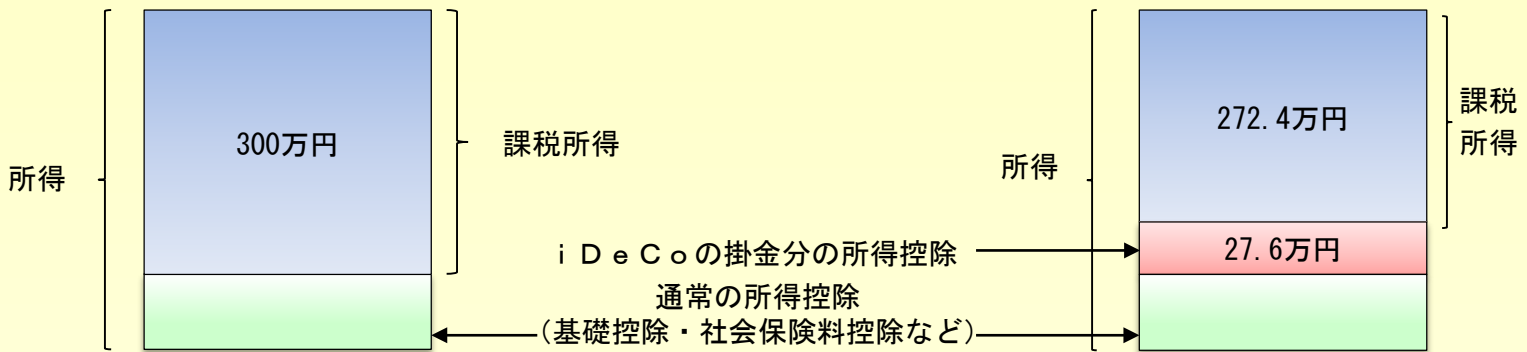 所得
300万円
課税所得
所得
272.4万円
課税
所得
ｉＤｅＣｏの掛金分の所得控除
27.6万円
通常の所得控除
(基礎控除・社会保険料控除など)